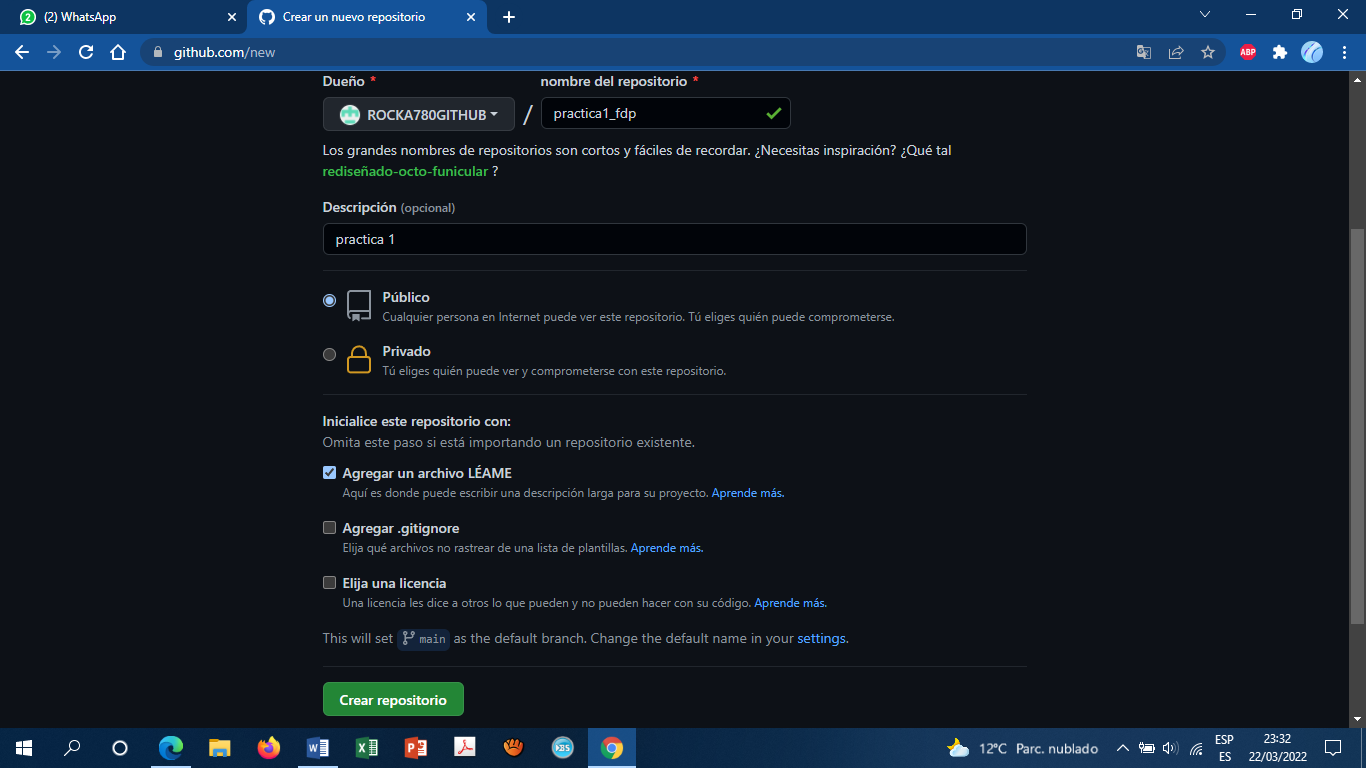 (2) WhatsApp
Crear un nuevo repositorio
github.com/new
ABP
Dueño *
nombre del repositorio *
ROCKA780GITHUB
/
practica1_fdp
Los grandes nombres de repositorios son cortos y fáciles de recordar. ¿Necesitas inspiración? ¿Qué tal
rediseñado-octo-funicular ?
Descripción (opcional)
practica 1
Público
Cualquier persona en Internet puede ver este repositorio. Tú eliges quién puede comprometerse.
Privado
Tú eliges quién puede ver y comprometerse con este repositorio.
Inicialice este repositorio con:
Omita este paso si está importando un repositorio existente.
Agregar un archivo LÉAME
Aquí es donde puede escribir una descripción larga para su proyecto. Aprende más.
Agregar .gitignore
Elija qué archivos no rastrear de una lista de plantillas. Aprende más.
Elija una licencia
Una licencia les dice a otros lo que pueden y no pueden hacer con su código. Aprende más.
This will set main as the default branch. Change the default name in your settings.
Crear repositorio
12°C Parc. nublado
ESP
ES
23:32
22/03/2022